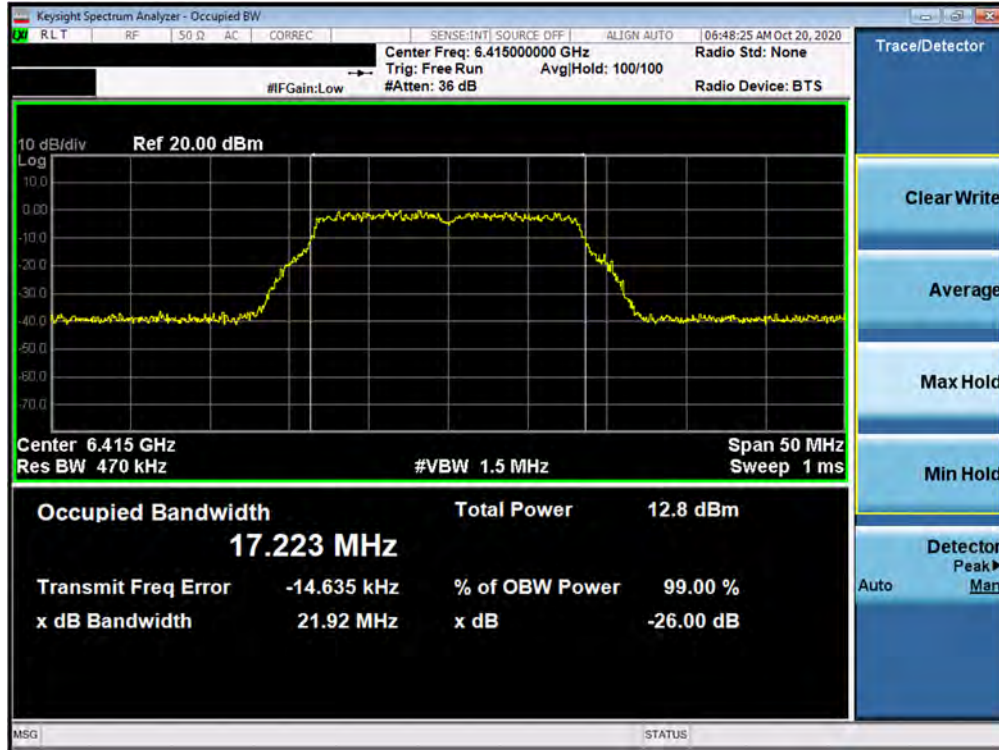 Keysight Spectrum Analyzer - Occupied BW
LXI RLT RF 50 Ω AC CORREC SENSE:INT SOURCE OFF ALIGN AUTO 06:48:25 AM Oct 20, 2020
Center Freq: 6.415000000 GHz Radio Std: None
Trig: Free Run Avg|Hold: 100/100
#IFGain:Low #Atten: 36 dB Radio Device: BTS
Trace/Detector
10 dB/div Ref 20.00 dBm
Log
10.0
0.00
-10.0
-20.0
-30.0
-40.0
-50.0
-60.0
-70.0
Center 6.415 GHz Span 50 MHz
Res BW 470 kHz #VBW 1.5 MHz Sweep 1 ms
Clear Write
Average
Max Hold
Min Hold
Detector
Peak▶
Auto Man
Occupied Bandwidth Total Power 12.8 dBm
17.223 MHz
Transmit Freq Error -14.635 kHz % of OBW Power 99.00 %
x dB Bandwidth 21.92 MHz x dB -26.00 dB
MSG STATUS